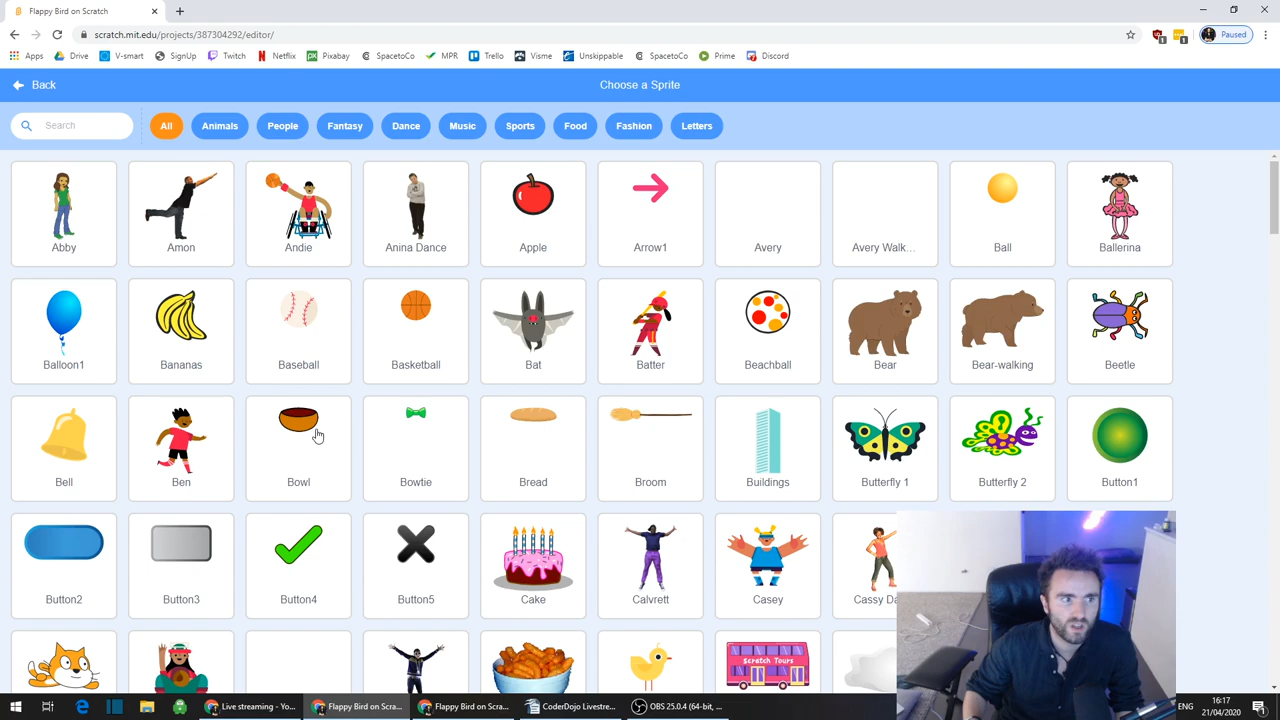 Flappy Bird on Scratch
scratch.mit.edu/projects/387304292/editor/
Paused
Apps Drive V-smart SignUp Twitch Netflix Pixabay SpacetoCo MPR Trello Visme Unskippable SpacetoCo Prime Discord
Back
Choose a Sprite
Search
All Animals People Fantasy Dance Music Sports Food Fashion Letters
Abby Amon Andie Anina Dance Apple Arrow1 Avery Avery Walk... Ball Ballerina
Balloon1 Bananas Baseball Basketball Bat Batter Beachball Bear Bear-walking Beetle
Bell Ben Bowl Bowtie Bread Broom Buildings Butterfly 1 Butterfly 2 Button1
Button2 Button3 Button4 Button5 Cake Calvrett Casey Cassy Da
Scratch Tours
Live streaming - Yo... Flappy Bird on Scra... Flappy Bird on Scra... CoderDojo Livestre... OBS 25.0.4 (64-bit, ...
ENG
16:17
21/04/2020